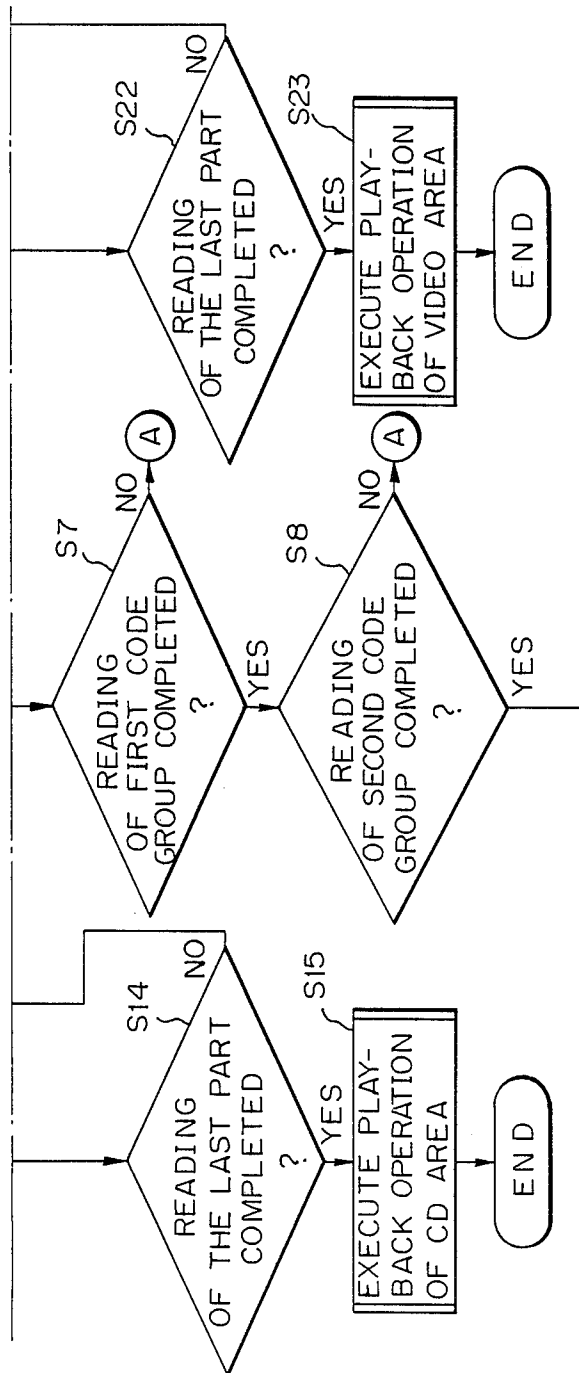 S14
READING
OF THE LAST PART
COMPLETED
?
NO
YES
S15
EXECUTE PLAY-
BACK OPERATION
OF CD AREA
END
S7
READING
OF FIRST CODE
GROUP COMPLETED
?
NO
A
YES
S8
READING
OF SECOND CODE
GROUP COMPLETED
?
NO
A
YES
S22
READING
OF THE LAST PART
COMPLETED
?
NO
YES
S23
EXECUTE PLAY-
BACK OPERATION
OF VIDEO AREA
END